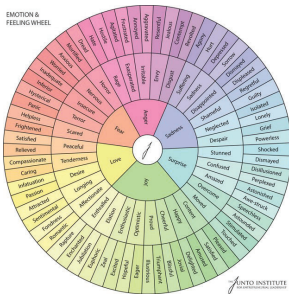 EMOTION &
FEELING WHEEL
Anger
Sadness
Surprise
Joy
Love
Fear
Rage
Exasperated
Irritable
Envy
Disgust
Suffering
Sadness
Disappointed
Shameful
Neglected
Despair
Stunned
Confused
Amazed
Overcome
Moved
Content
Happy
Cheerful
Proud
Optimistic
Enthusiastic
Elation
Enthralled
Affectionate
Longing
Desire
Tenderness
Peaceful
Scared
Terror
Insecure
Nervous
Horror
Hate
Hostile
Agitated
Frustrated
Annoyed
Aggravated
Resentful
Jealous
Contempt
Revolted
Agony
Hurt
Depressed
Sorrow
Dismayed
Displeased
Regretful
Guilty
Isolated
Lonely
Grief
Powerless
Shocked
Dismayed
Disillusioned
Perplexed
Astonished
Awe-struck
Speechless
Astounded
Stimulated
Touched
Pleased
Satisfied
Amused
Delighted
Jovial
Blissful
Triumphant
Illustrious
Eager
Hopeful
Excited
Zeal
Euphoric
Jubilation
Enchanted
Rapture
Romantic
Fondness
Sentimental
Attracted
Passion
Infatuation
Caring
Compassionate
Relieved
Satisfied
Frightened
Helpless
Panic
Hysterical
Inferior
Inadequate
Worried
Anxious
Mortified
Dread
JUNTO INSTITUTE
FOR ENTREPRENEURIAL LEADERSHIP